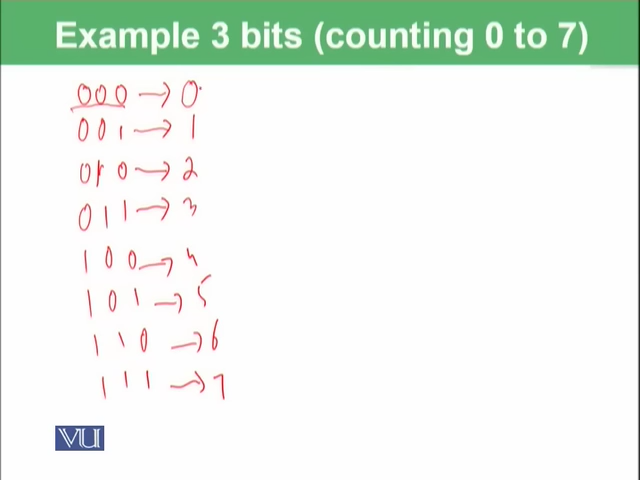 Example 3 bits (counting 0 to 7)
000 → 0
001 → 1
010 → 2
011 → 3
100 → 4
101 → 5
110 → 6
111 → 7
VU